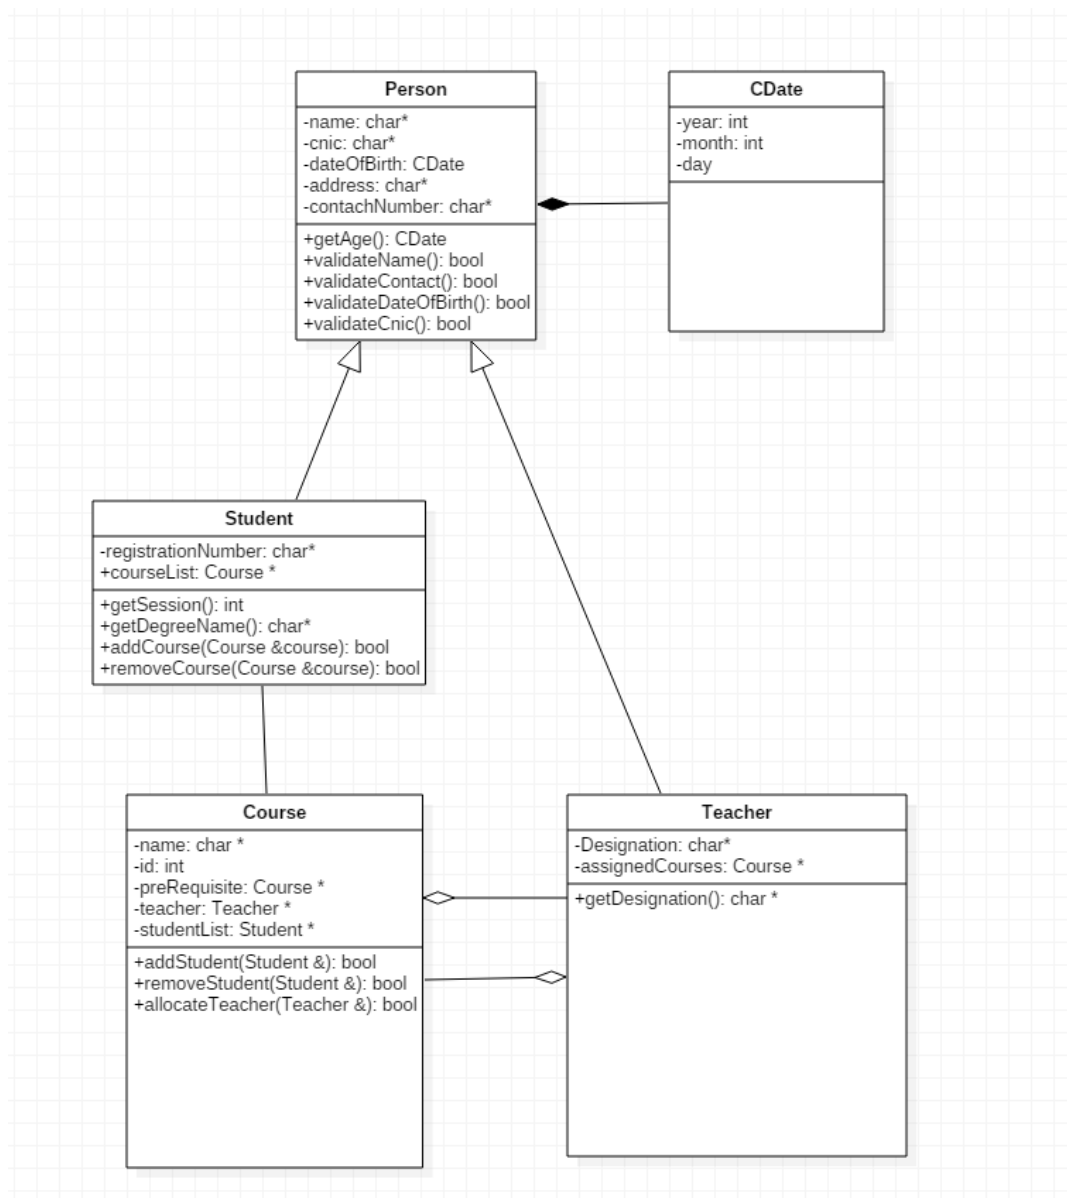 Person
-name: char*
-cnic: char*
-dateOfBirth: CDate
-address: char*
-contachNumber: char*
+getAge(): CDate
+validateName(): bool
+validateContact(): bool
+validateDateOfBirth(): bool
+validateCnic(): bool
CDate
-year: int
-month: int
-day
Student
-registrationNumber: char*
+courseList: Course *
+getSession(): int
+getDegreeName(): char*
+addCourse(Course &course): bool
+removeCourse(Course &course): bool
Course
-name: char *
-id: int
-preRequisite: Course *
-teacher: Teacher *
-studentList: Student *
+addStudent(Student &): bool
+removeStudent(Student &): bool
+allocateTeacher(Teacher &): bool
Teacher
-Designation: char*
-assignedCourses: Course *
+getDesignation(): char *